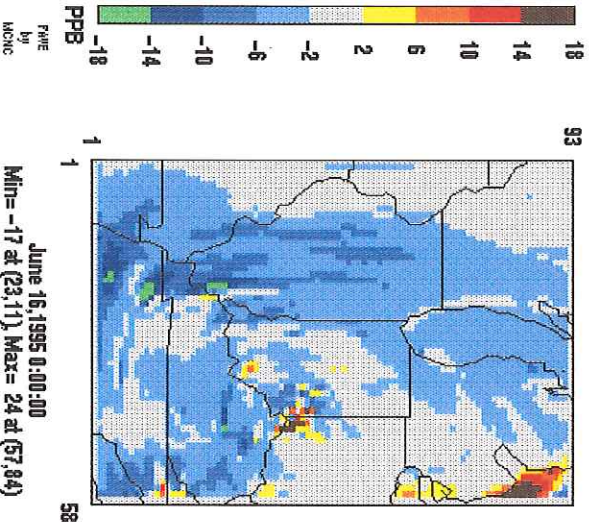 18
14
10
6
2
-2
-6
-10
-14
-18
PPB
PAVE
by
MCNC
93
1
1
58
June 16,1995 0:00:00
Min= -17 at (23,11), Max= 24 at (57,84)